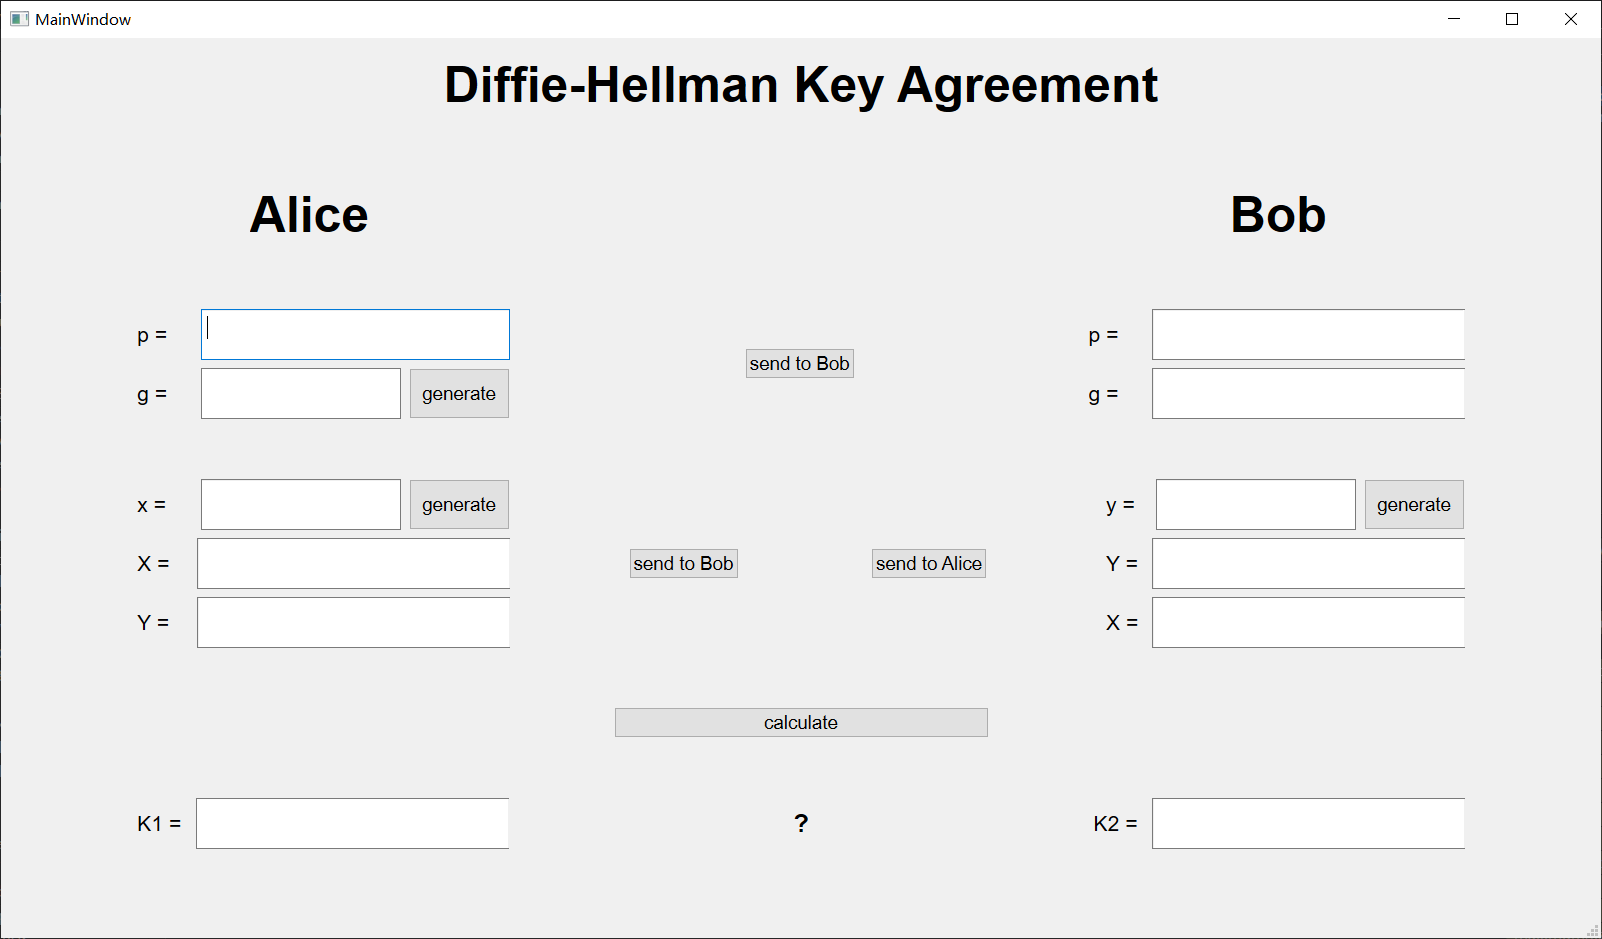 MainWindow
Diffie-Hellman Key Agreement
Alice
Bob
p =
send to Bob
p =
g =
generate
g =
x =
generate
y =
generate
X =
send to Bob
send to Alice
Y =
Y =
X =
calculate
K1 =
?
K2 =